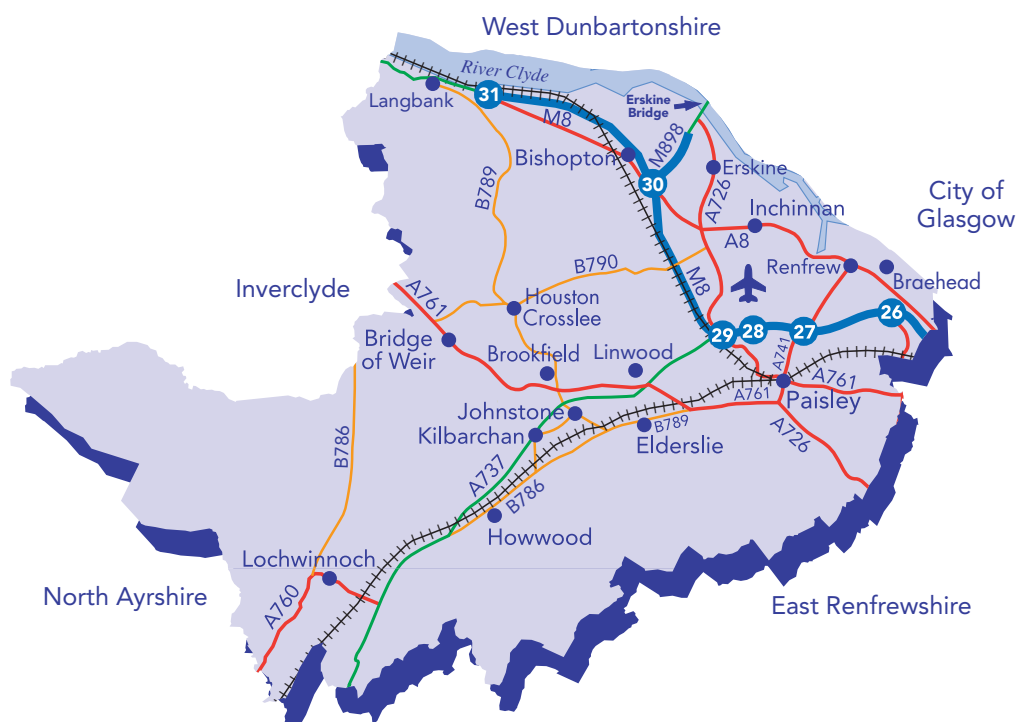 West Dunbartonshire
River Clyde
Langbank
31
M8
Erskine
Bridge
M898
Bishopton
30
Erskine
A726
B789
Inchinnan
A8
City of
Glasgow
Renfrew
Braehead
B790
M8
Inverclyde
A761
Houston
Crosslee
29
28
27
26
Bridge
of Weir
Brookfield
Linwood
A741
A761
A761
Paisley
Johnstone
Kilbarchan
B789
Elderslie
A726
B786
A737
B786
Howwood
Lochwinnoch
A760
North Ayrshire
East Renfrewshire